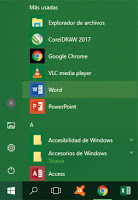 Más usadas
Explorador de archivos
CorelDRAW 2017
Google Chrome
VLC media player
Word
PowerPoint
A
Accesibilidad de Windows
Accesorios de Windows
Nuevo
Access